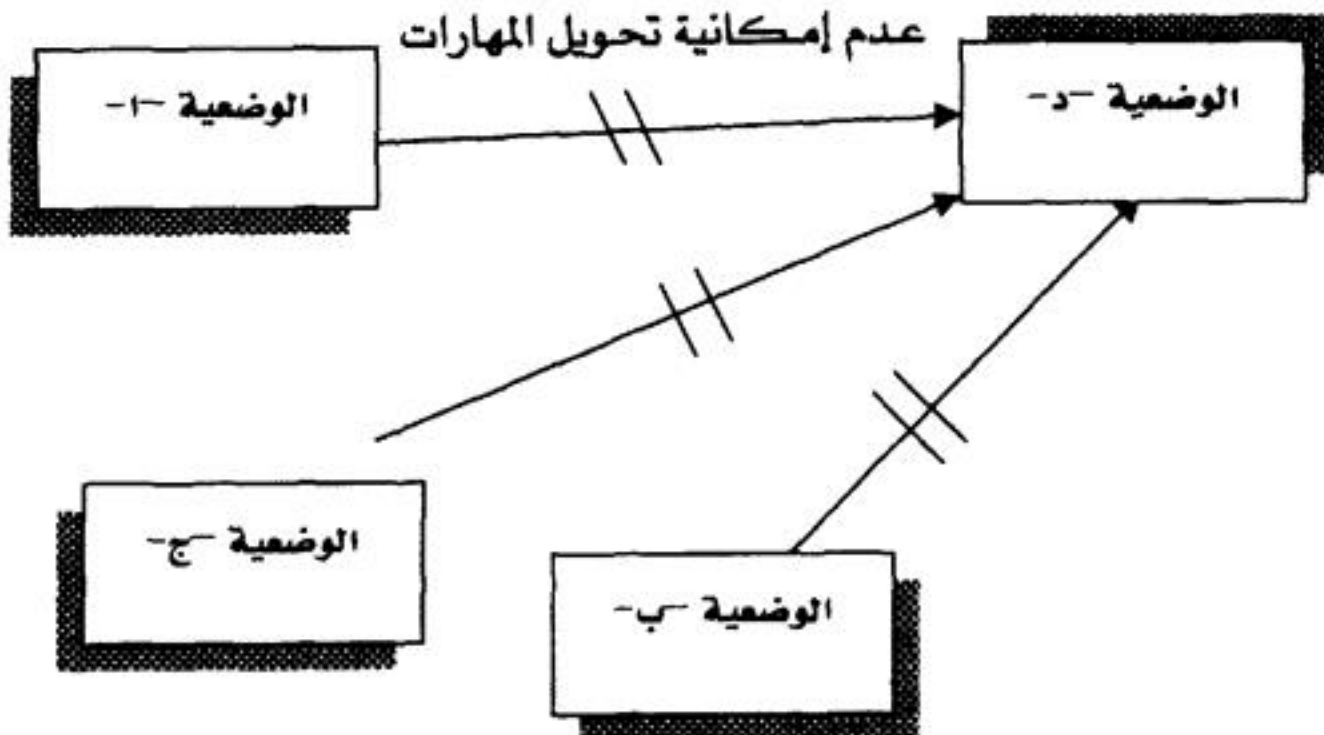 عدم إمكانية تحويل المهارات
الوضعية -د-
الوضعية -ا-
الوضعية -ج-
الوضعية -ب-